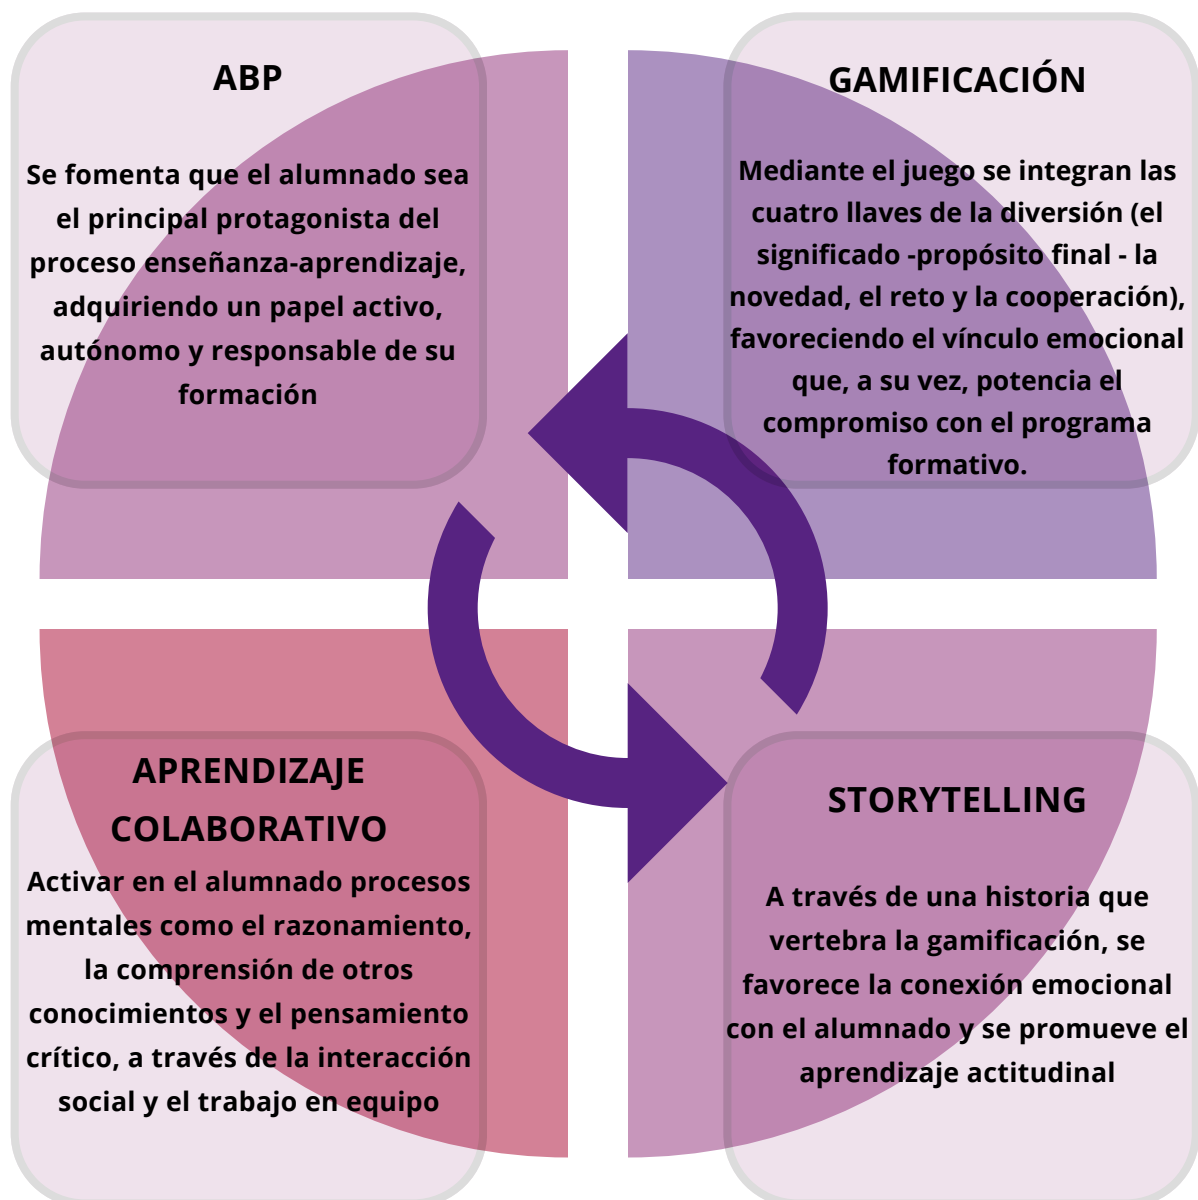 ABP
Se fomenta que el alumnado sea
el principal protagonista del
proceso enseñanza-aprendizaje,
adquiriendo un papel activo,
autónomo y responsable de su
formación
GAMIFICACIÓN
Mediante el juego se integran las
cuatro llaves de la diversión (el
significado -propósito final - la
novedad, el reto y la cooperación),
favoreciendo el vínculo emocional
que, a su vez, potencia el
compromiso con el programa
formativo.
APRENDIZAJE
COLABORATIVO
Activar en el alumnado procesos
mentales como el razonamiento,
la comprensión de otros
conocimientos y el pensamiento
crítico, a través de la interacción
social y el trabajo en equipo
STORYTELLING
A través de una historia que
vertebra la gamificación, se
favorece la conexión emocional
con el alumnado y se promueve el
aprendizaje actitudinal